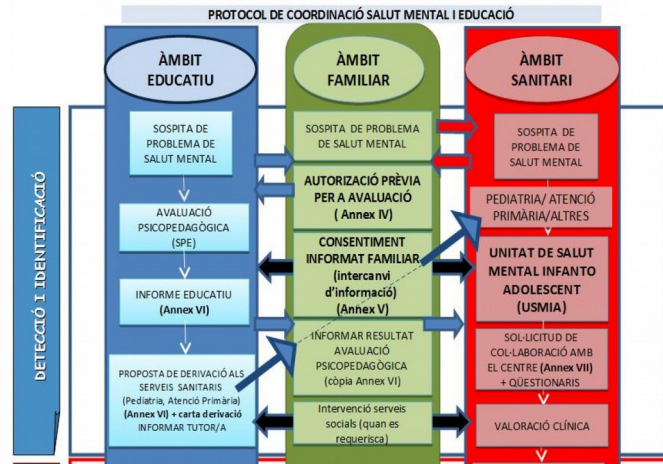 PROTOCOL DE COORDINACIÓ SALUT MENTAL I EDUCACIÓ
ÀMBIT
EDUCATIU
ÀMBIT
FAMILIAR
ÀMBIT
SANITARI
DETECCIÓ I IDENTIFICACIÓ
SOSPITA DE
PROBLEMA DE
SALUT MENTAL
AVALUACIÓ
PSICOPEDAGÒGICA
(SPE)
INFORME EDUCATIU
(Annex VI)
PROPOSTA DE DERIVACIÓ ALS
SERVEIS SANITARIS
(Pediatria, Atenció Primària)
(Annex VI) + carta derivació
INFORMAR TUTOR/A
SOSPITA DE PROBLEMA
DE SALUT MENTAL
AUTORIZACIÓ PRÈVIA
PER A AVALUACIÓ
( Annex IV)
CONSENTIMENT
INFORMAT FAMILIAR
(intercanvi
d'informació)
(Annex V)
INFORMAR RESULTAT
AVALUACIÓ
PSICOPEDAGÒGICA
(còpia Annex VI)
Intervenció serveis
socials (quan es
requerisca)
SOSPITA DE
PROBLEMA DE
SALUT MENTAL
PEDIATRIA/ ATENCIÓ
PRIMÀRIA/ALTRES
UNITAT DE SALUT
MENTAL INFANTO
ADOLESCENT
(USMIA)
SOL·LICITUD DE
COL·LABORACIÓ AMB
EL CENTRE (Annex VII)
+ QÜESTIONARIS
VALORACIÓ CLÍNICA